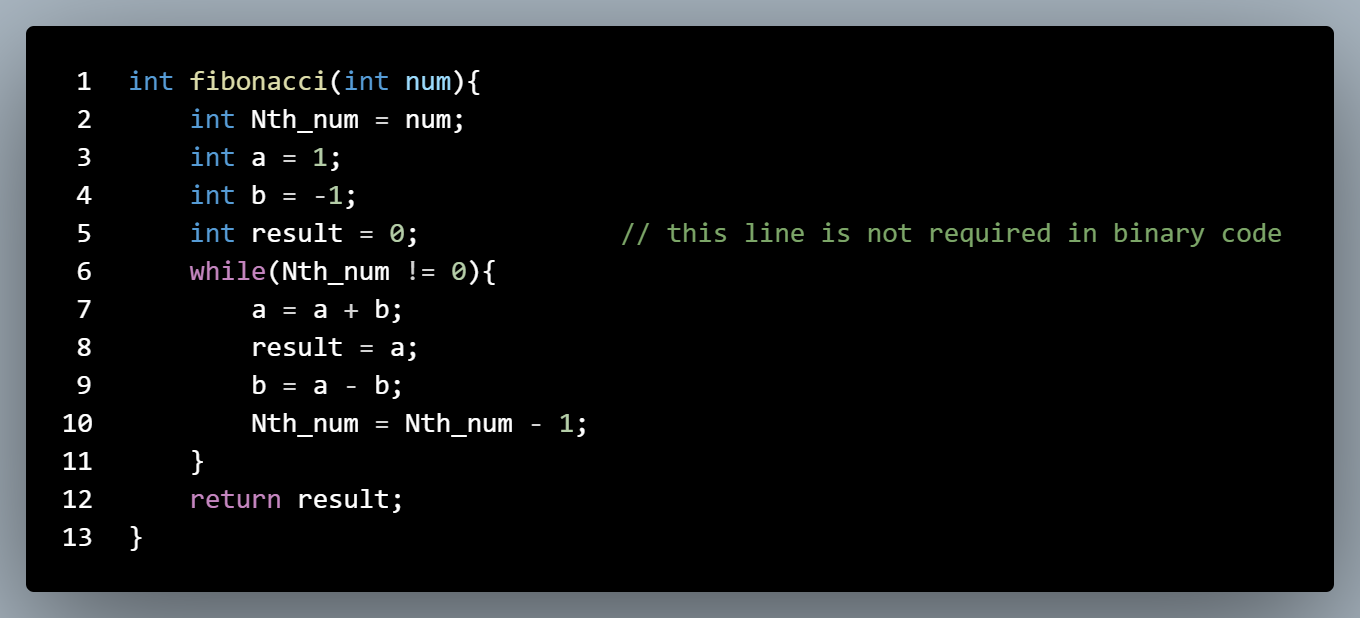 1 int fibonacci(int num){
2     int Nth_num = num;
3     int a = 1;
4     int b = -1;
5     int result = 0;             // this line is not required in binary code
6     while(Nth_num != 0){
7         a = a + b;
8         result = a;
9         b = a - b;
10         Nth_num = Nth_num - 1;
11     }
12     return result;
13 }